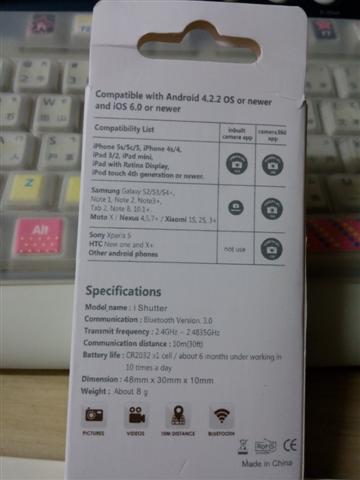 Compatible with Android 4.2.2 OS or newer
and iOS 6.0 or newer
Compatibility List
inbuilt
camera app
camera360
app
iPhone 5s/5c/5, iPhone 4s/4,
iPad 3/2, iPad mini,
iPad with Retina Display,
iPod touch 4th generation or newer.
Samsung Galaxy S2/S3/S4+,
Note 1, Note 2, Note3+,
Tab 2, Note 8, 10.1+.
Moto X / Nexus 4,5,7+ / Xiaomi 1S, 2S, 3+
Sony Xperia S
HTC New one and X+
Other android phones
not use
Specifications
Model name : i Shutter
Communication : Bluetooth Version 3.0
Transmit frequency : 2.4GHz ~ 2.4835GHz
Communication distance : 10m(30ft)
Battery life : CR2032 x1 cell / about 6 months under working in
10 times a day
Dimension : 48mm x 30mm x 10mm
Weight : About 8 g
PICTURES
VIDEOS
10M DISTANCE
BLUETOOTH
RoHS
CE
Made in China
Alt